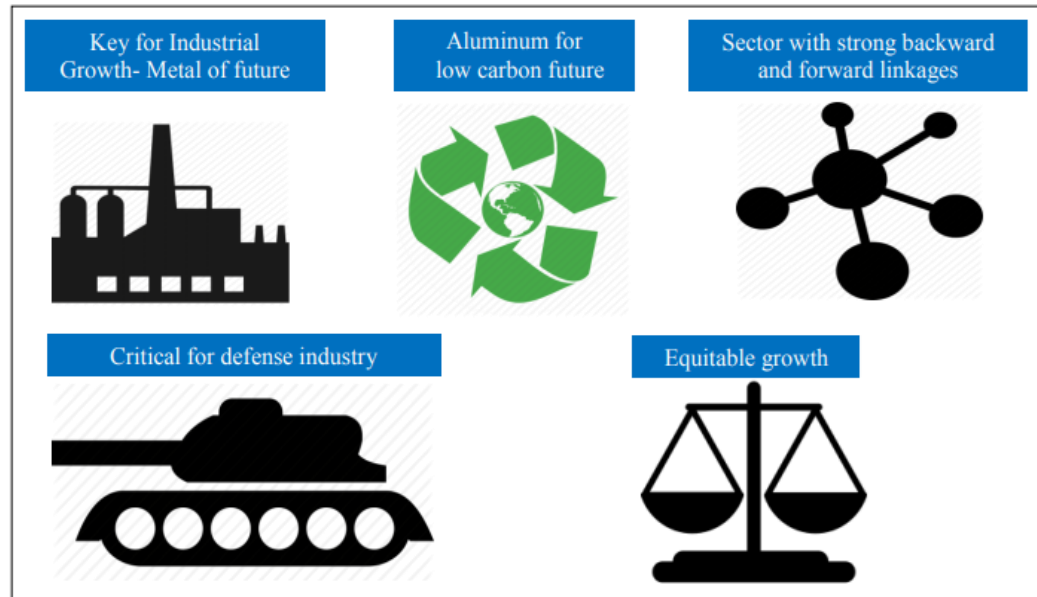 Key for Industrial
Growth- Metal of future
Aluminum for
low carbon future
Sector with strong backward
and forward linkages
Critical for defense industry
Equitable growth